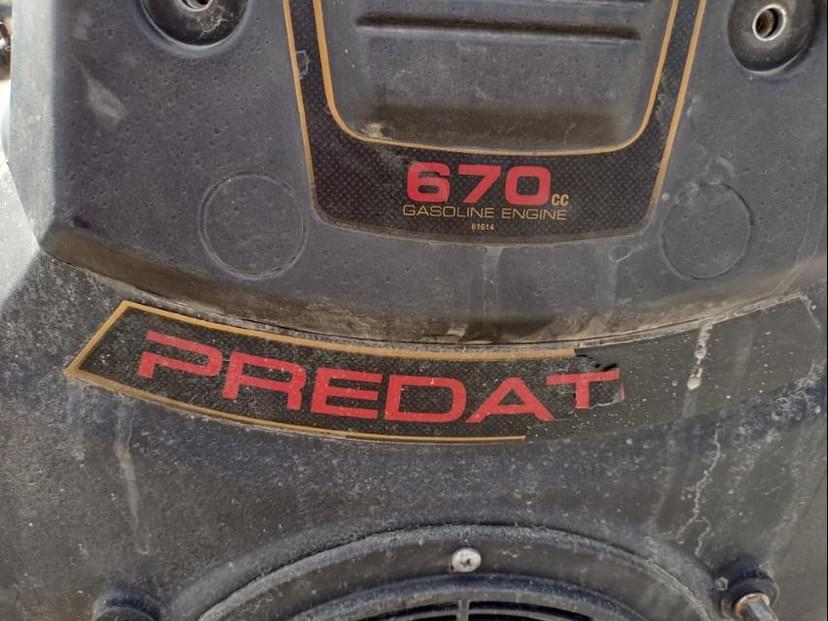 670cc
GASOLINE ENGINE
61614
PREDAT